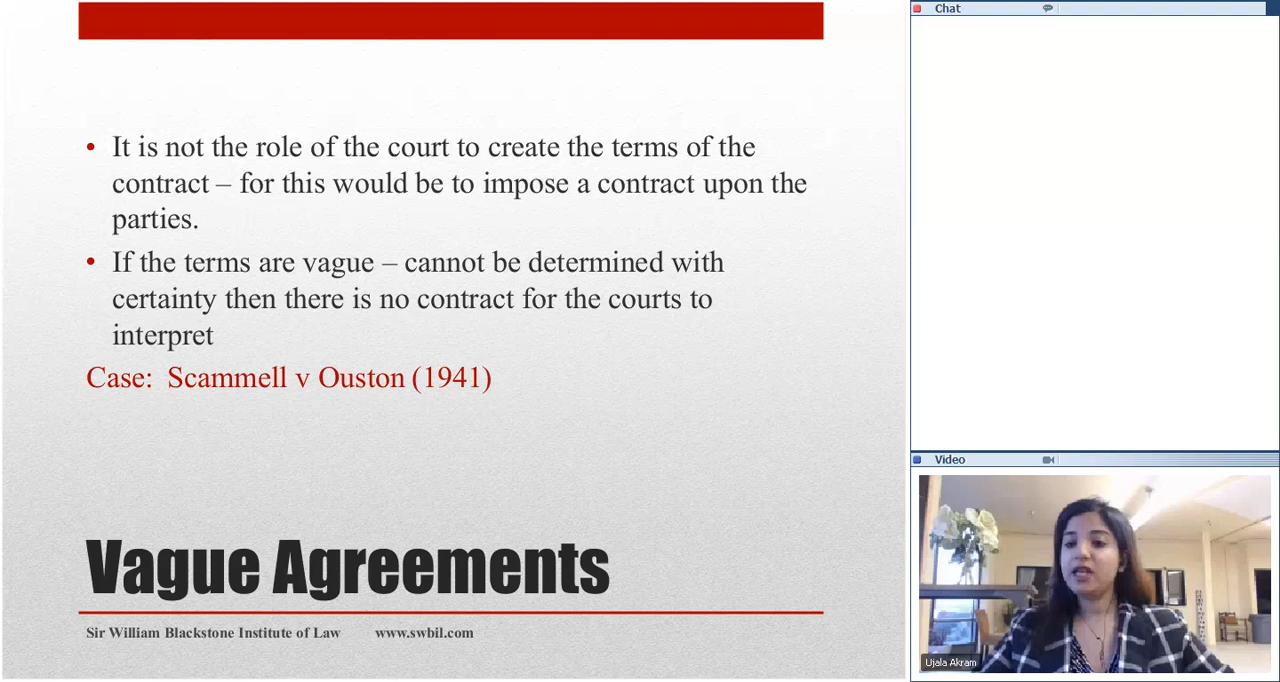 • It is not the role of the court to create the terms of the
contract – for this would be to impose a contract upon the
parties.
• If the terms are vague – cannot be determined with
certainty then there is no contract for the courts to
interpret
Case: Scammell v Ouston (1941)
Vague Agreements
Sir William Blackstone Institute of Law www.swbil.com
Chat
Video
Ujala Akram